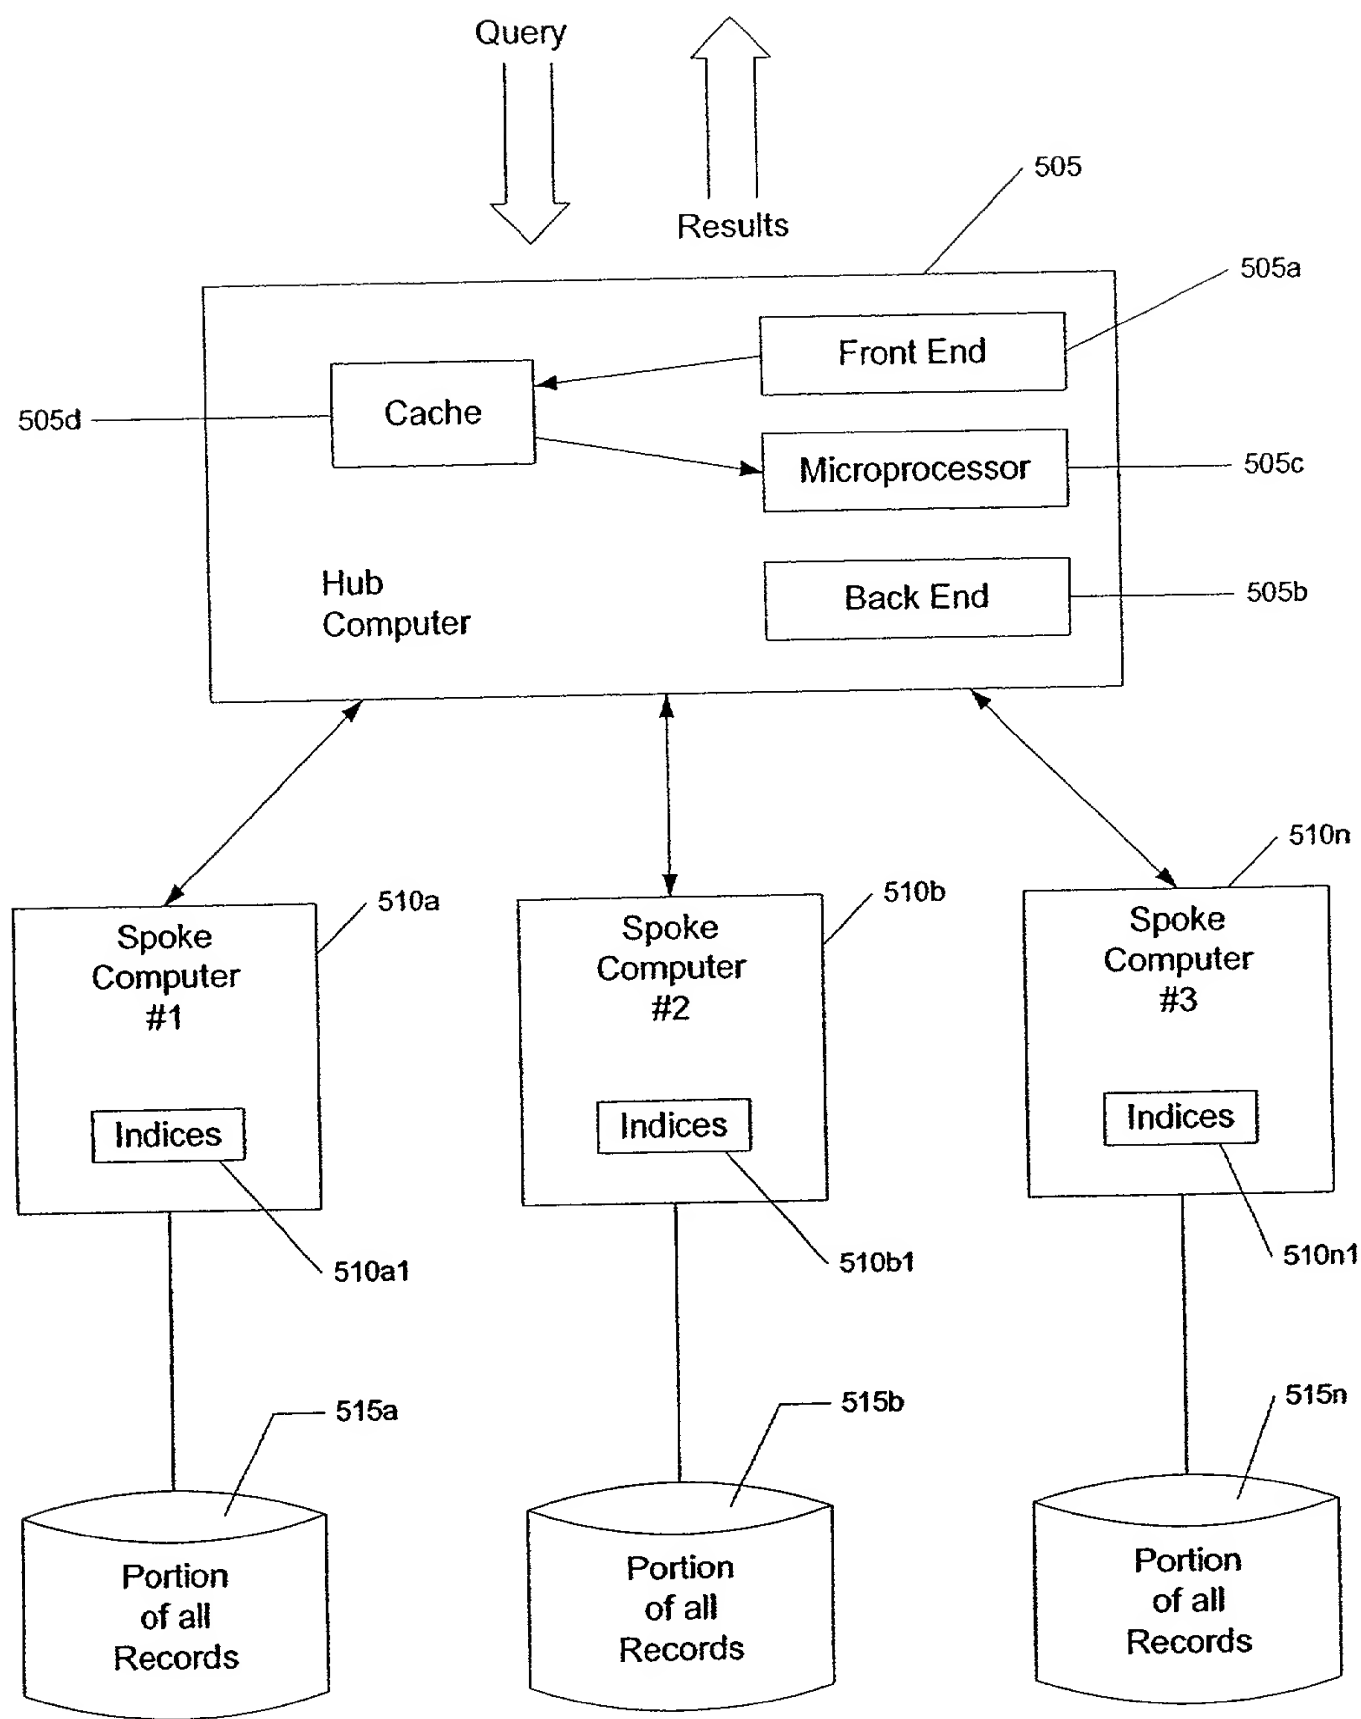 Query
Results
505
505a
Front End
Cache
505d
Microprocessor
505c
Hub
Computer
Back End
505b
510a
510b
510n
Spoke
Computer
#1
Spoke
Computer
#2
Spoke
Computer
#3
Indices
Indices
Indices
510a1
510b1
510n1
515a
515b
515n
Portion
of all
Records
Portion
of all
Records
Portion
of all
Records